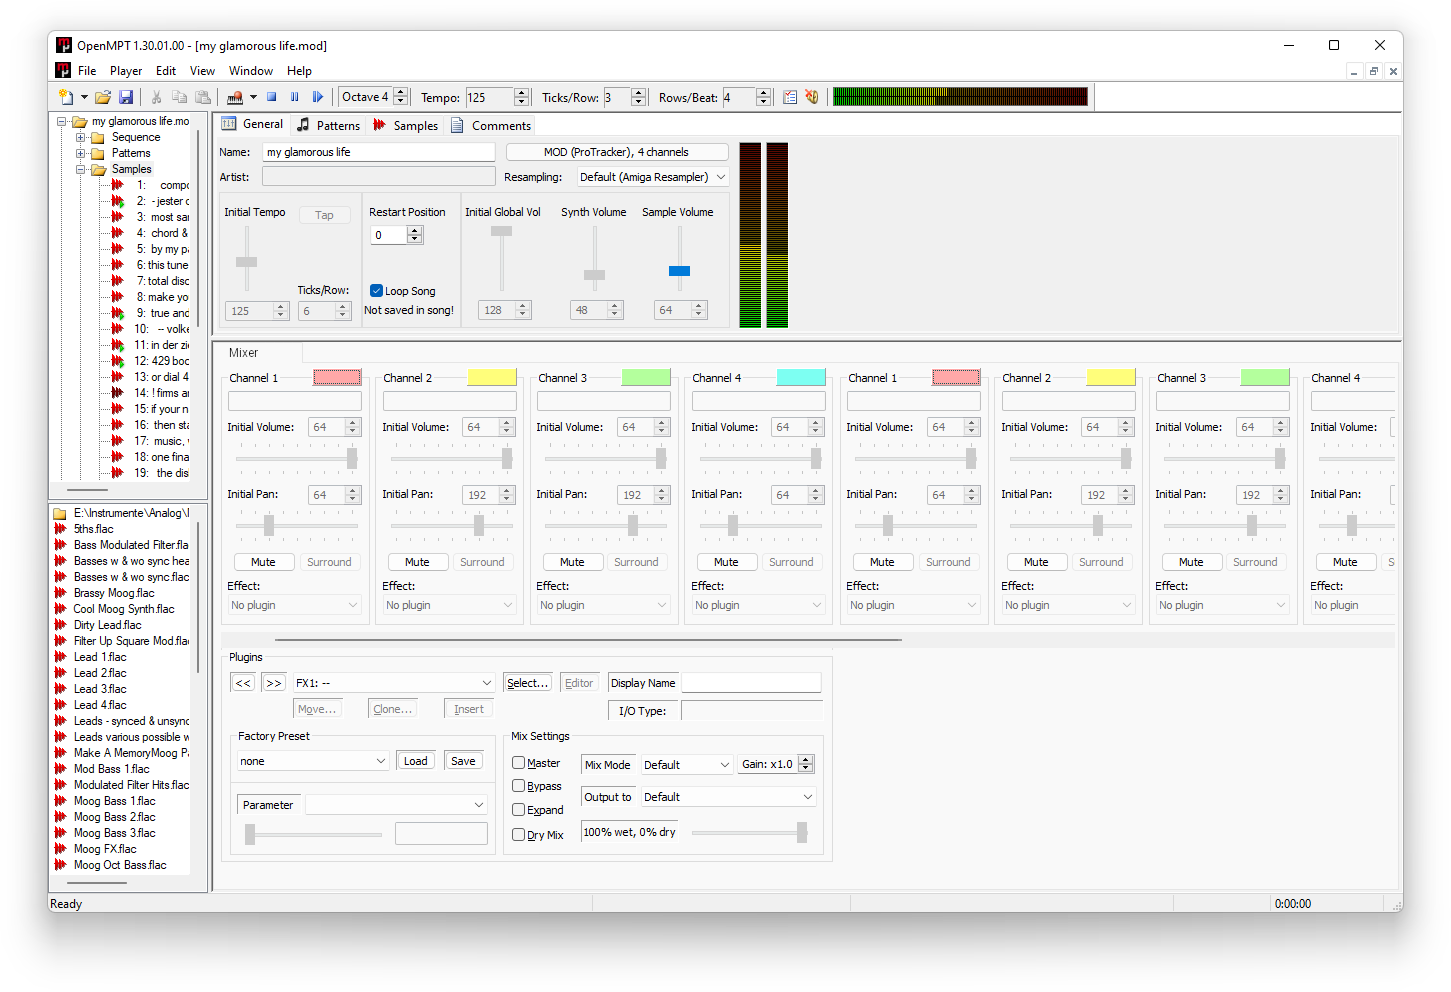 OpenMPT 1.30.01.00 - [my glamorous life.mod]
File Player Edit View Window Help
Octave 4 Tempo: 125 Ticks/Row: 3 Rows/Beat: 4
my glamorous life.mo
Sequence
Patterns
Samples
1: compo
2: - jester o
3: most sar
4: chord &
5: by my pa
6: this tune
7: total disc
8: make yo
9: true and
10: -- volke
11: in der zie
12: 429 boc
13: or dial 4
14: ! firms ar
15: if your n
16: then sta
17: music, v
18: one fina
19: the dis
E:\Instrumente\Analog\
5ths.flac
Bass Modulated Filter.fla
Basses w & wo sync hea
Basses w & wo sync.flac
Brassy Moog.flac
Cool Moog Synth.flac
Dirty Lead.flac
Filter Up Square Mod.flac
Lead 1.flac
Lead 2.flac
Lead 3.flac
Lead 4.flac
Leads - synced & unsync
Leads various possible w
Make A MemoryMoog P
Mod Bass 1.flac
Modulated Filter Hits.flac
Moog Bass 1.flac
Moog Bass 2.flac
Moog Bass 3.flac
Moog FX.flac
Moog Oct Bass.flac
General Patterns Samples Comments
Name: my glamorous life MOD (ProTracker), 4 channels
Artist: Resampling: Default (Amiga Resampler)
Initial Tempo Tap Restart Position Initial Global Vol Synth Volume Sample Volume
0
Ticks/Row: Loop Song
125 6 Not saved in song! 128 48 64
Mixer
Channel 1 Channel 2 Channel 3 Channel 4 Channel 1 Channel 2 Channel 3 Channel 4
Initial Volume: 64 Initial Volume: 64 Initial Volume: 64 Initial Volume: 64 Initial Volume: 64 Initial Volume: 64 Initial Volume: 64 Initial Volume:
Initial Pan: 64 Initial Pan: 192 Initial Pan: 192 Initial Pan: 64 Initial Pan: 64 Initial Pan: 192 Initial Pan: 192 Initial Pan:
Mute Surround Mute Surround Mute Surround Mute Surround Mute Surround Mute Surround Mute Surround Mute S
Effect: Effect: Effect: Effect: Effect: Effect: Effect: Effect:
No plugin No plugin No plugin No plugin No plugin No plugin No plugin No plugin
Plugins
<< >> FX1: -- Select... Editor Display Name
Move... Clone... Insert I/O Type:
Factory Preset Mix Settings
none Load Save Master Mix Mode Default Gain: x1.0
Bypass
Parameter Expand Output to Default
Dry Mix 100% wet, 0% dry
Ready 0:00:00